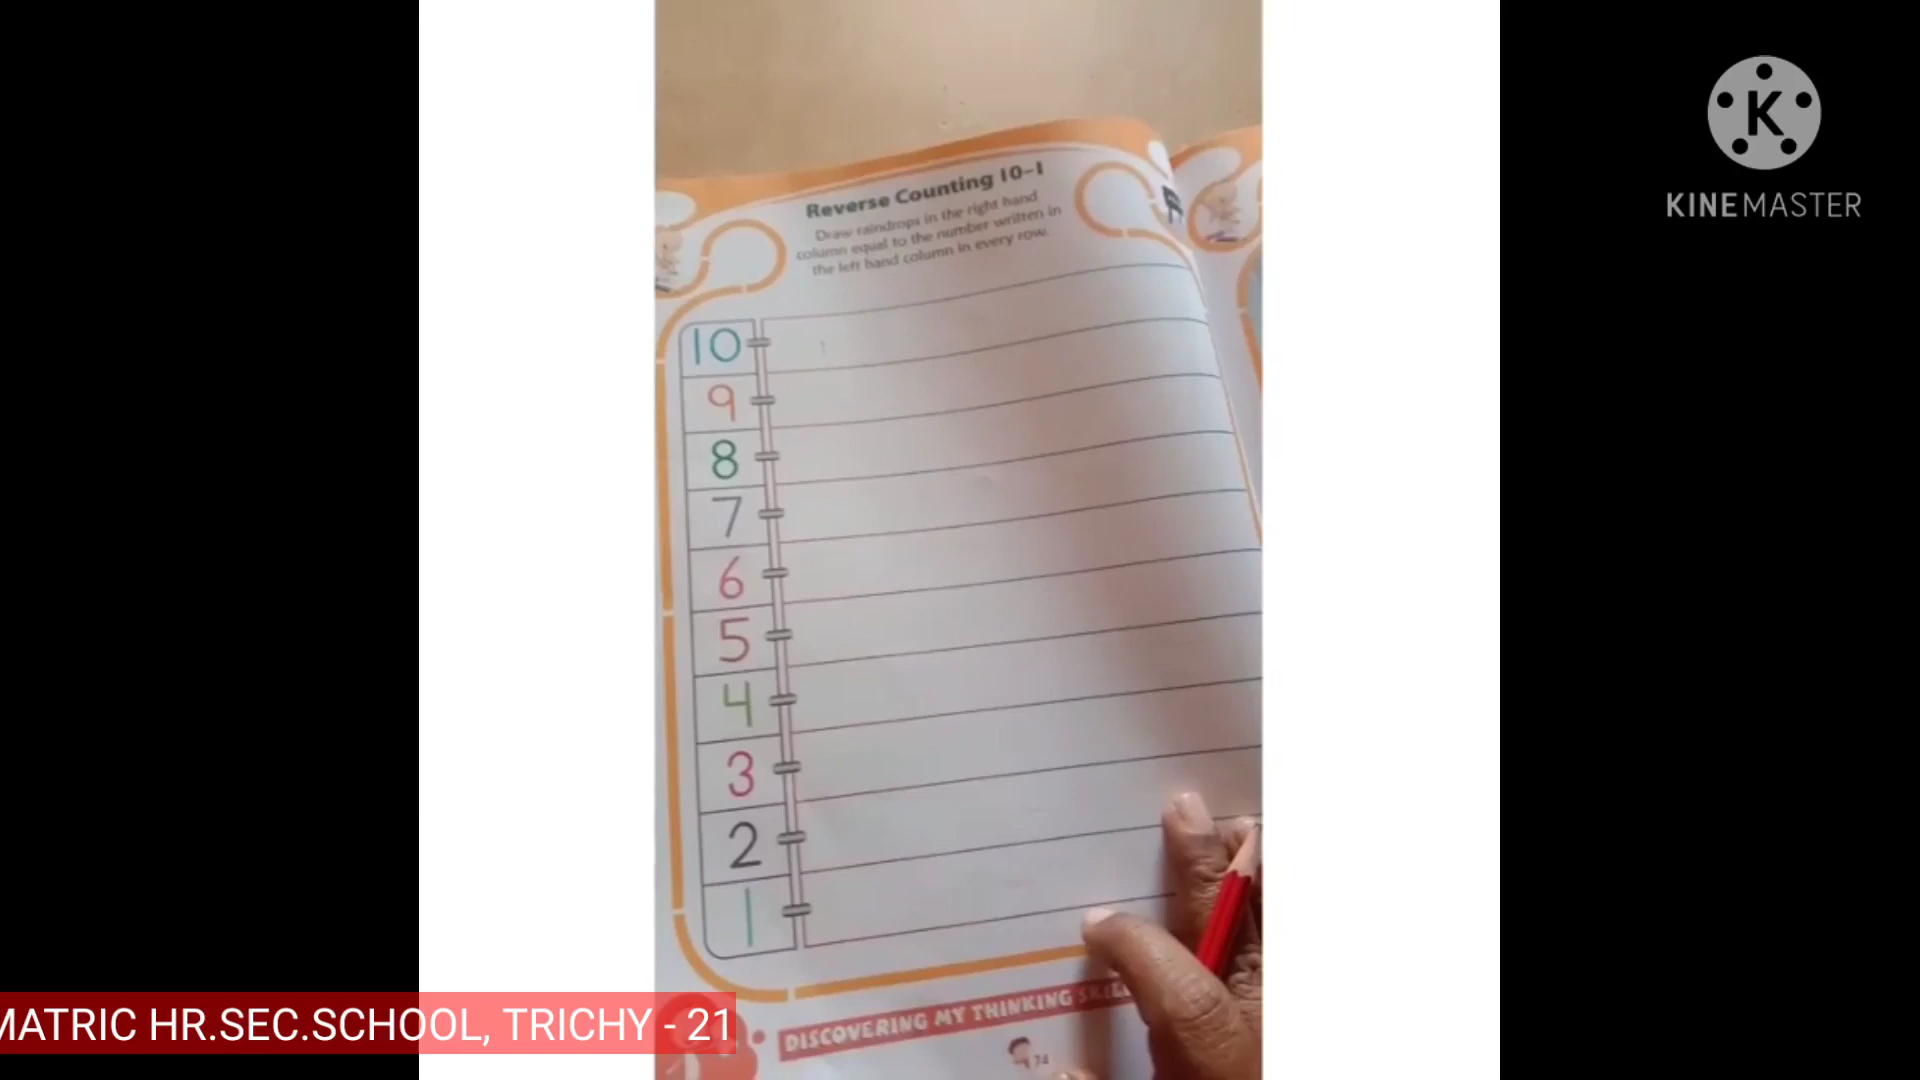 Reverse Counting 10-1
Draw raindrops in the right hand
column equal to the number written in
the left hand column in every row.
10
9
8
7
6
5
4
3
2
1
DISCOVERING MY THINKING
74
K
KINEMASTER
MATRIC HR.SEC.SCHOOL, TRICHY - 21